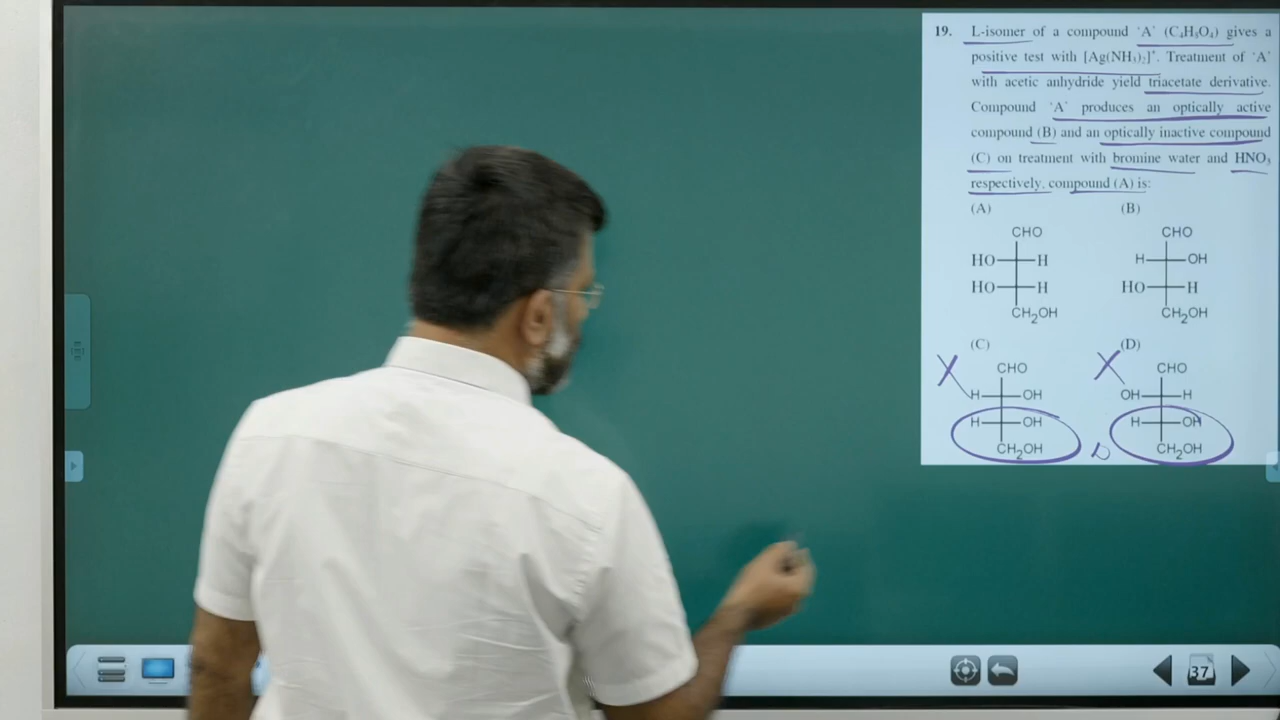 19. L-isomer of a compound 'A' (C₄H₈O₄) gives a
positive test with [Ag(NH₃)₂]⁺. Treatment of 'A'
with acetic anhydride yield triacetate derivative.
Compound 'A' produces an optically active
compound (B) and an optically inactive compound
(C) on treatment with bromine water and HNO₃
respectively. compound (A) is:
(A) (B)
CHO CHO
HO H H OH
HO H HO H
CH₂OH CH₂OH
(C) (D)
X X
CHO CHO
H OH OH H
H OH H OH
CH₂OH D CH₂OH
37